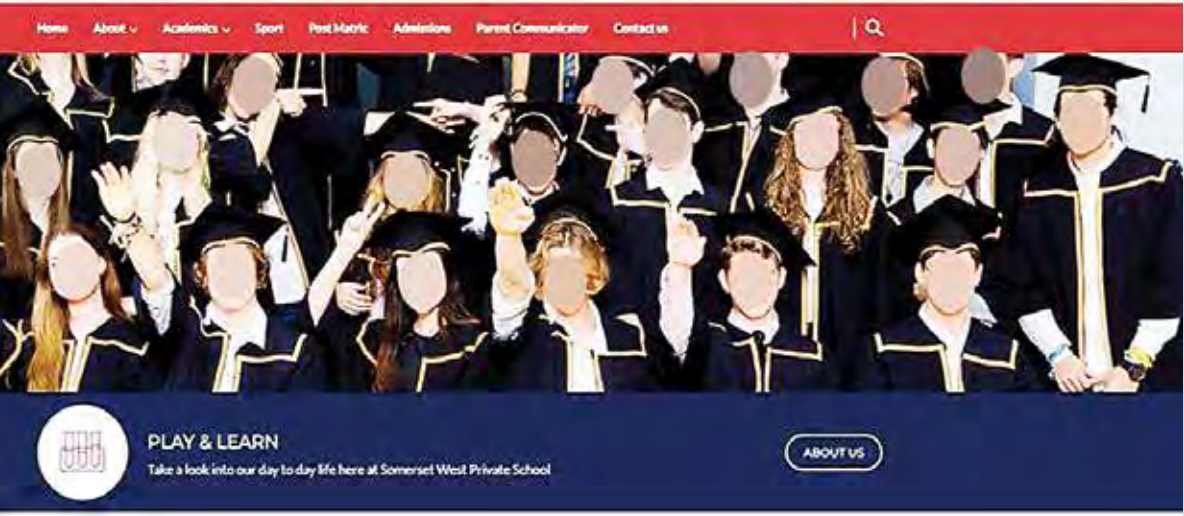 Home About Academics Sport Post Matric Admissions Parent Communicator Contact us
PLAY & LEARN
Take a look into our day to day life here at Somerset West Private School
ABOUT US